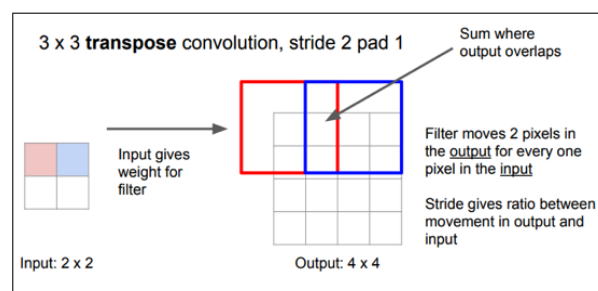 3 x 3 transpose convolution, stride 2 pad 1
Sum where
output overlaps
Input gives
weight for
filter
Filter moves 2 pixels in
the output for every one
pixel in the input
Stride gives ratio between
movement in output and
input
Input: 2 x 2
Output: 4 x 4